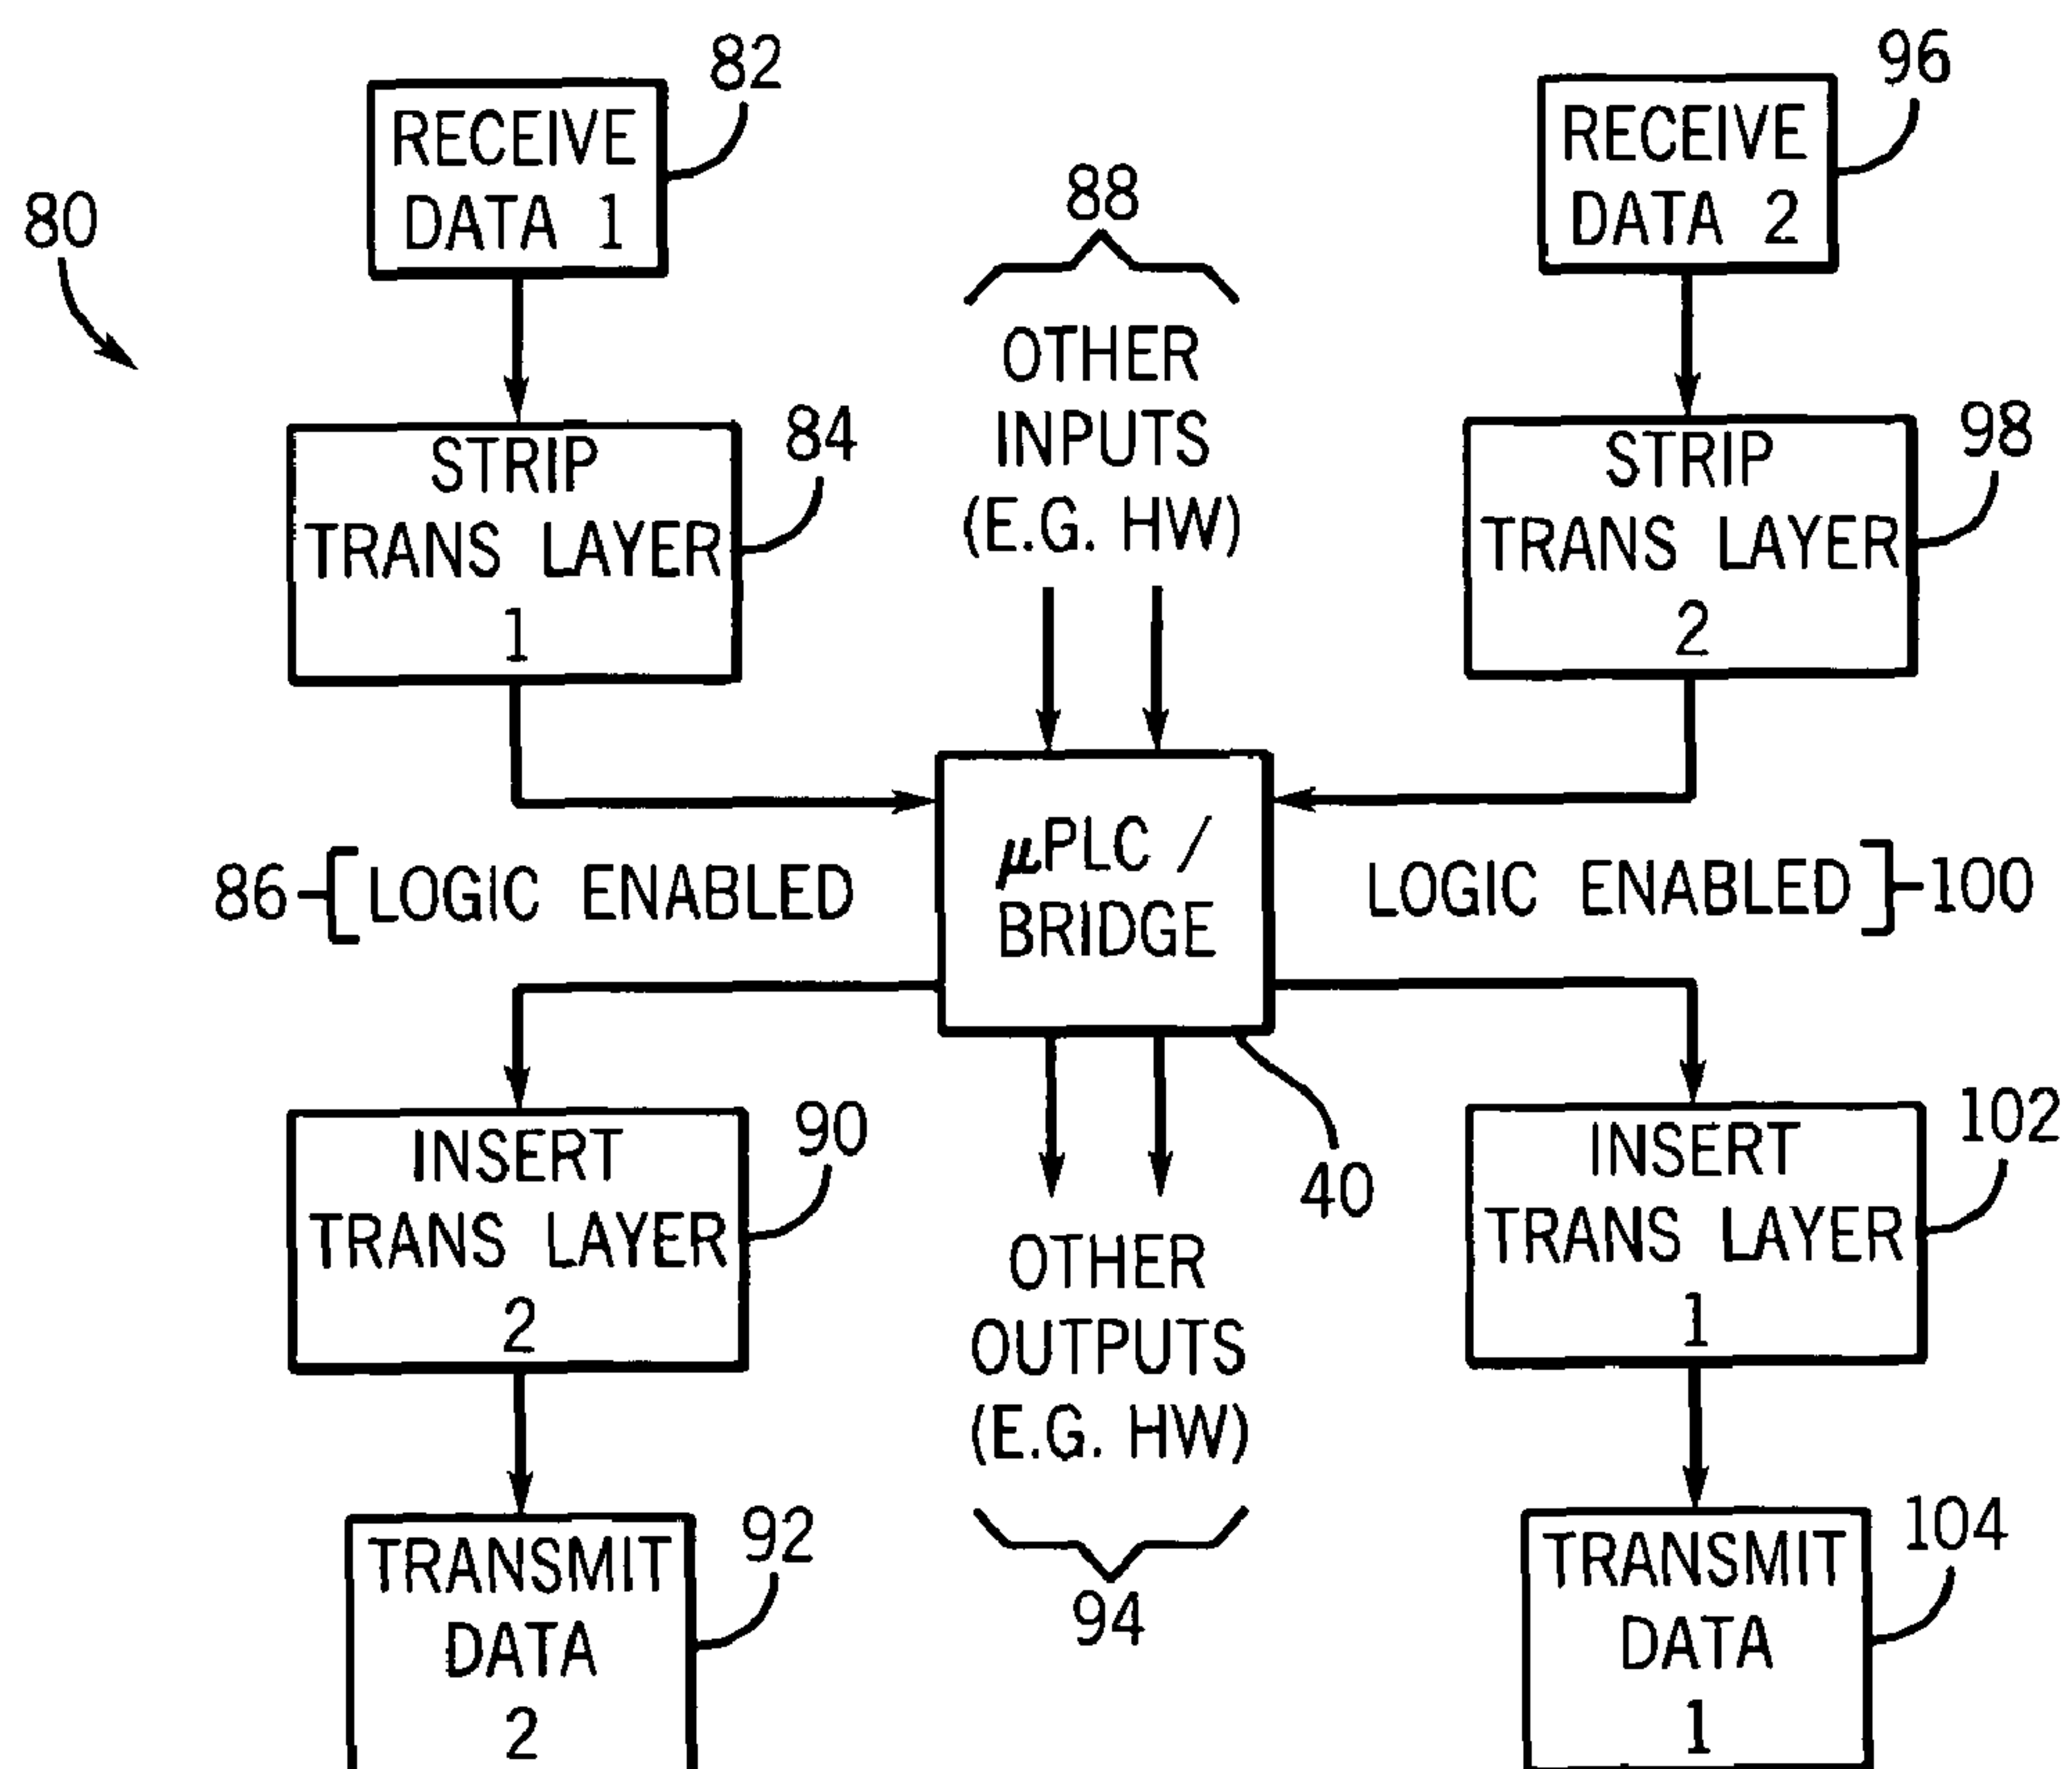 82
RECEIVE
DATA 1
80
96
RECEIVE
DATA 2
88
OTHER
INPUTS
(E.G. HW)
84
STRIP
TRANS LAYER
1
98
STRIP
TRANS LAYER
2
µPLC /
BRIDGE
86
LOGIC ENABLED
LOGIC ENABLED
100
40
90
INSERT
TRANS LAYER
2
102
INSERT
TRANS LAYER
1
OTHER
OUTPUTS
(E.G. HW)
94
92
TRANSMIT
DATA
2
104
TRANSMIT
DATA
1